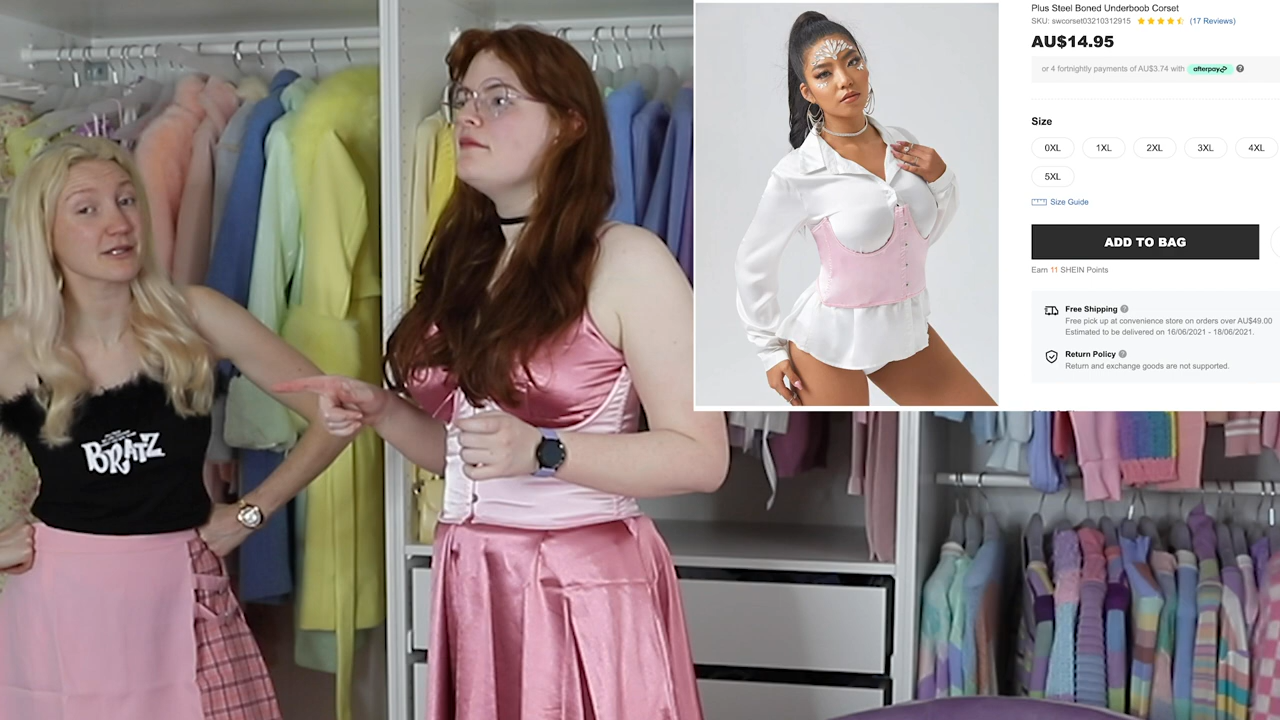 Plus Steel Boned Underboob Corset
SKU: swcorset03210312915 (17 Reviews)
AU$14.95
or 4 fortnightly payments of AU$3.74 with afterpay ?
Size
0XL 1XL 2XL 3XL 4XL
5XL
Size Guide
ADD TO BAG
Earn 11 SHEIN Points
Free Shipping ?
Free pick up at convenience store on orders over AU$49.00
Estimated to be delivered on 16/06/2021 - 18/06/2021.
Return Policy ?
Return and exchange goods are not supported.
BRATZ